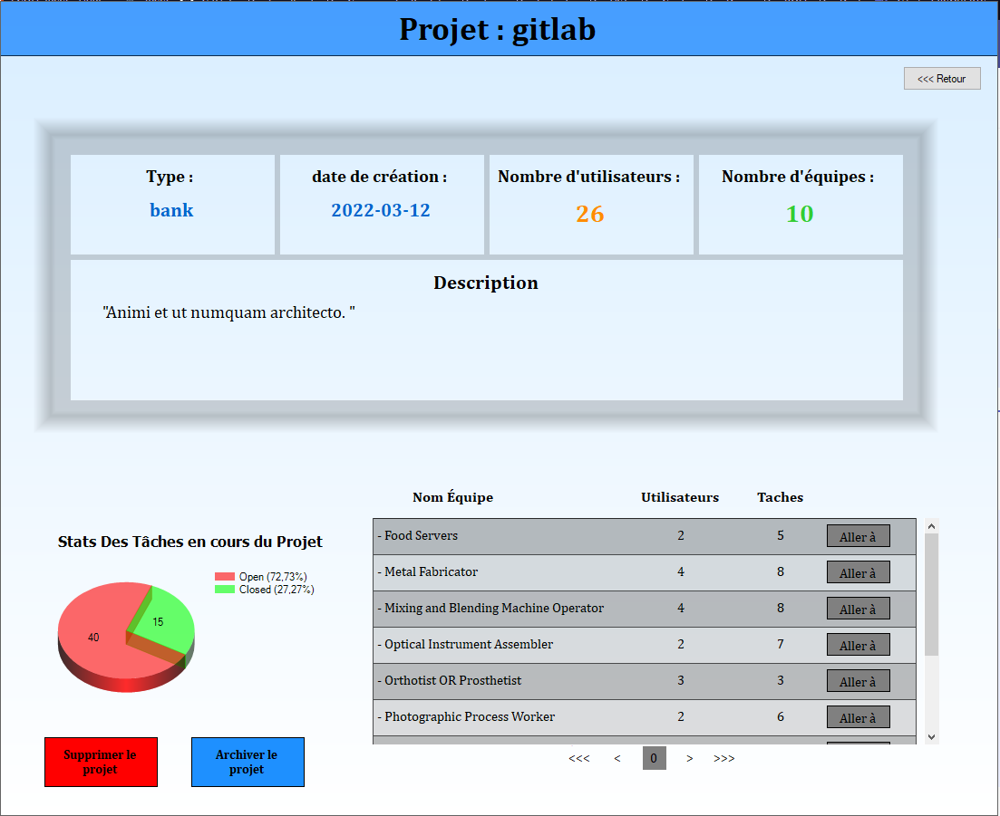 Projet : gitlab
<<< Retour
Type :
bank
date de création :
2022-03-12
Nombre d'utilisateurs :
26
Nombre d'équipes :
10
Description
"Animi et ut numquam architecto. "
Stats Des Tâches en cours du Projet
Open (72,73%)
Closed (27,27%)
40
15
Supprimer le
projet
Archiver le
projet
Nom Équipe Utilisateurs Taches
- Food Servers 2 5 Aller à
- Metal Fabricator 4 8 Aller à
- Mixing and Blending Machine Operator 4 8 Aller à
- Optical Instrument Assembler 2 7 Aller à
- Orthotist OR Prosthetist 3 3 Aller à
- Photographic Process Worker 2 6 Aller à
<<< < 0 > >>>